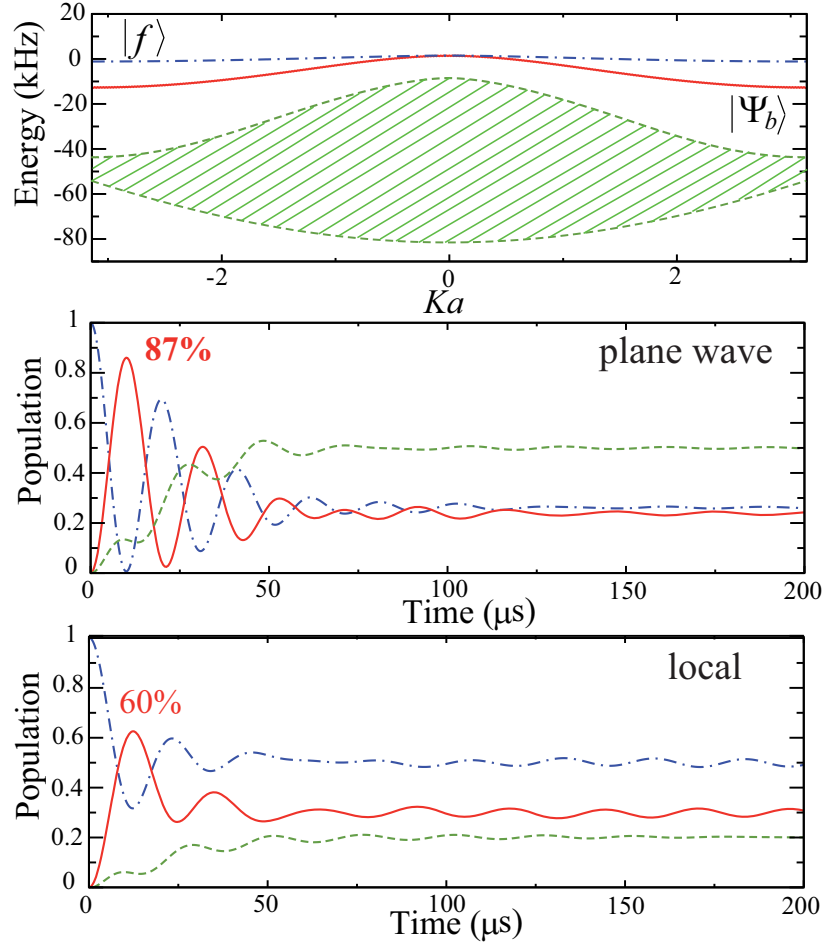 20
|f⟩
0
-20
|Ψb⟩
-40
-60
-80
Energy (kHz)
-2 0 2
Ka
1
87%
plane wave
0.8
0.6
0.4
0.2
0
Population
0 50 100 150 200
Time (μs)
1
local
0.8
60%
0.6
0.4
0.2
0
Population
0 50 100 150 200
Time (μs)